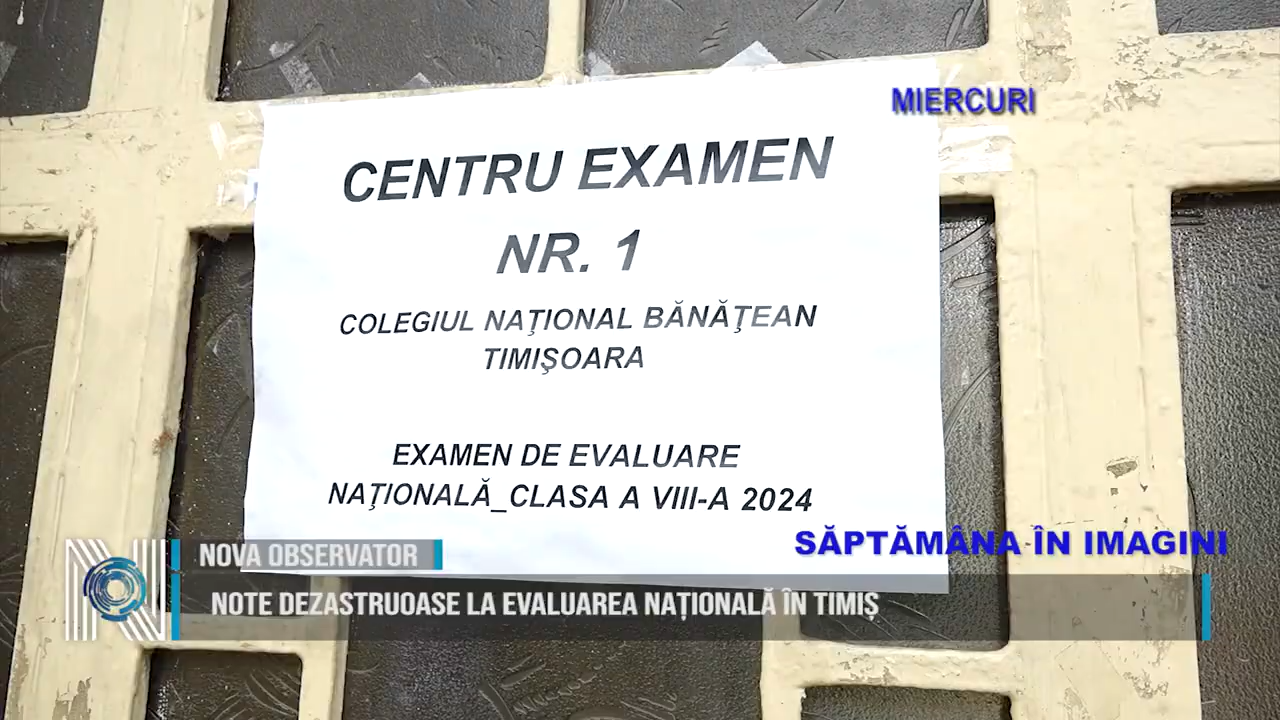 MIERCURI
CENTRU EXAMEN
NR. 1
COLEGIUL NAŢIONAL BĂNĂŢEAN
TIMIŞOARA
EXAMEN DE EVALUARE
NAŢIONALĂ_CLASA A VIII-A 2024
SĂPTĂMÂNA ÎN IMAGINI
NOVA OBSERVATOR
NOTE DEZASTRUOASE LA EVALUAREA NAȚIONALĂ ÎN TIMIȘ